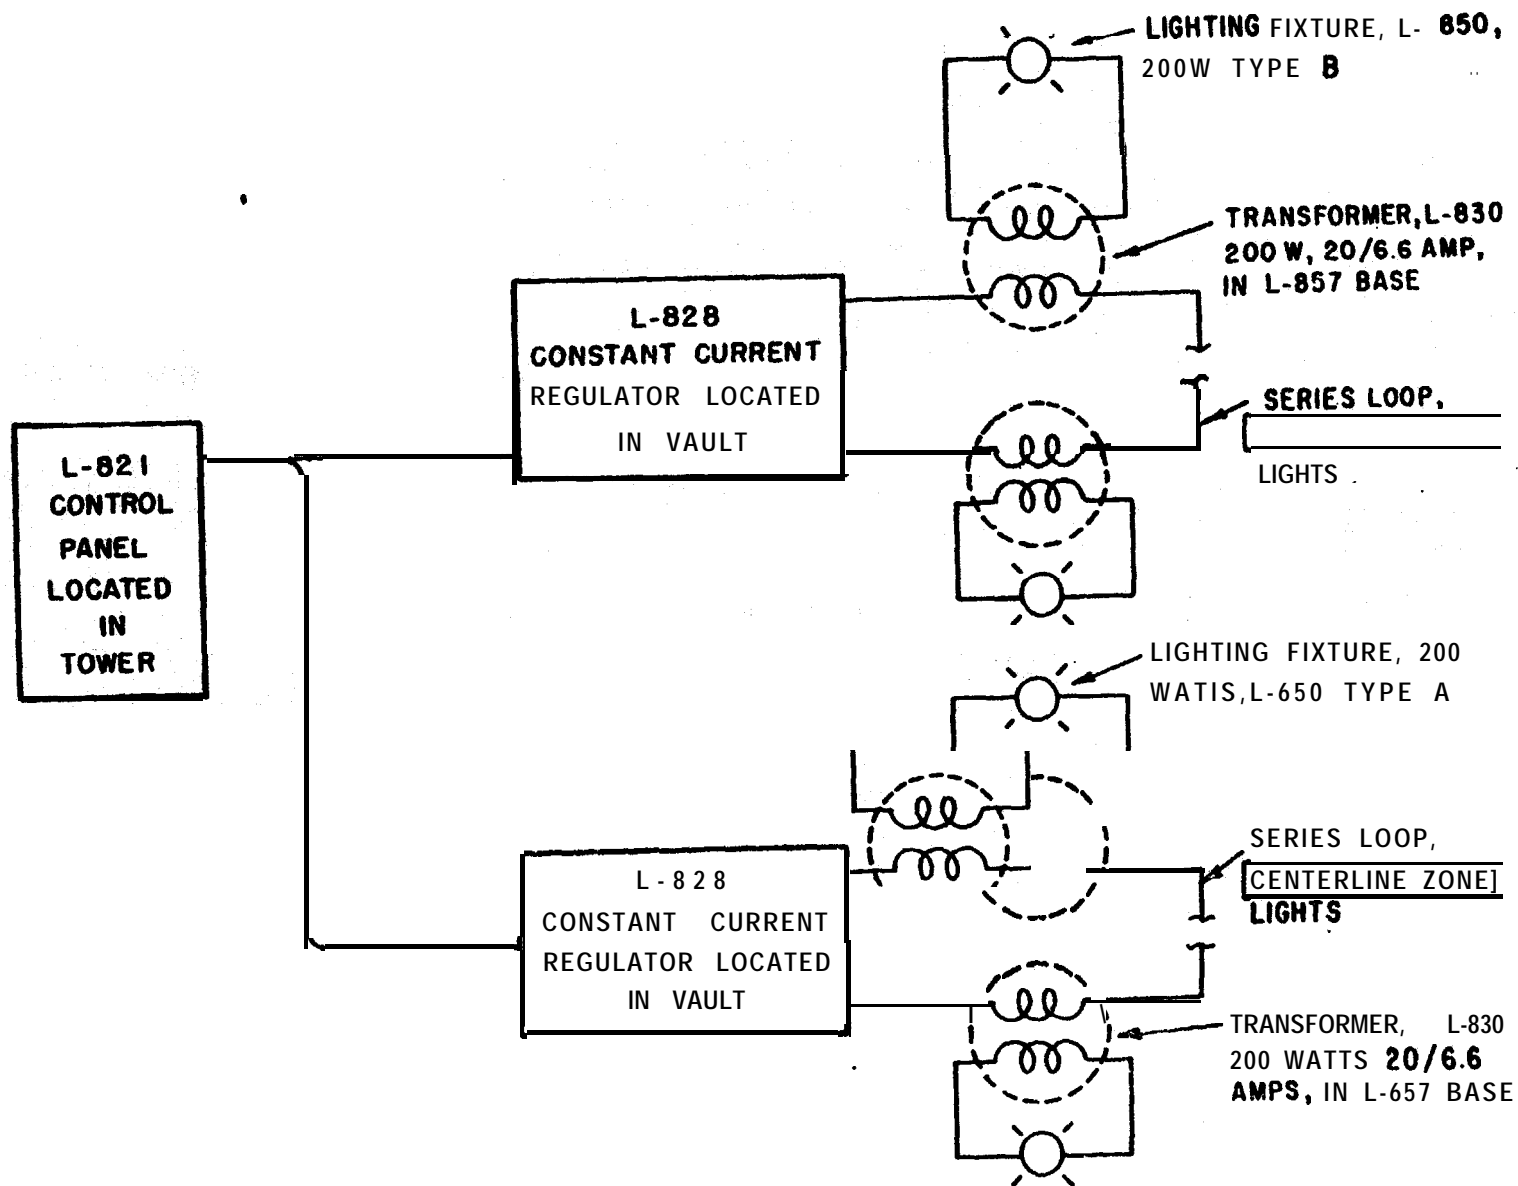 LIGHTING FIXTURE, L- 850,
200W TYPE B
TRANSFORMER, L-830
200 W, 20/6.6 AMP,
IN L-857 BASE
L-828
CONSTANT CURRENT
REGULATOR LOCATED
IN VAULT
SERIES LOOP,
[
LIGHTS .
L-821
CONTROL
PANEL
LOCATED
IN
TOWER
LIGHTING FIXTURE, 200
WATIS,L-650 TYPE A
SERIES LOOP,
[CENTERLINE ZONE]
LIGHTS
L-828
CONSTANT CURRENT
REGULATOR LOCATED
IN VAULT
TRANSFORMER, L-830
200 WATTS 20/6.6
AMPS, IN L-657 BASE